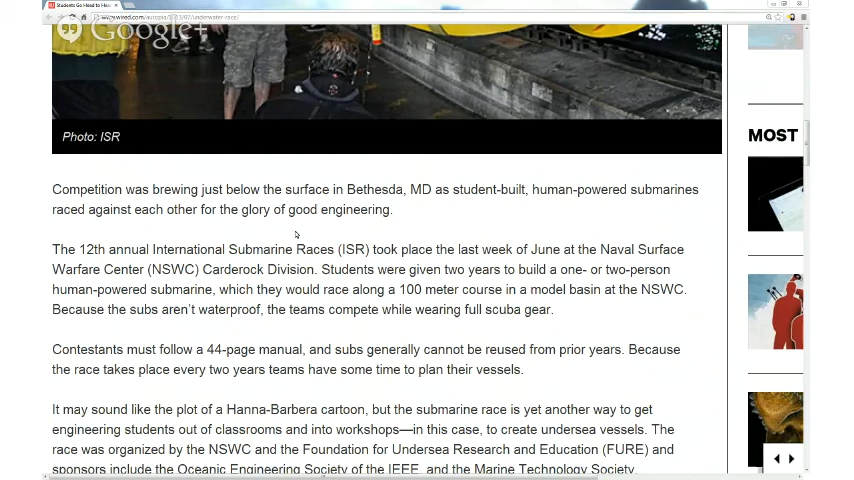 Students Go Head to Head
www.wired.com/autopia/2013/07/underwater-race/
Google+
Photo: ISR
MOST
Competition was brewing just below the surface in Bethesda, MD as student-built, human-powered submarines
raced against each other for the glory of good engineering.
The 12th annual International Submarine Races (ISR) took place the last week of June at the Naval Surface
Warfare Center (NSWC) Carderock Division. Students were given two years to build a one- or two-person
human-powered submarine, which they would race along a 100 meter course in a model basin at the NSWC.
Because the subs aren't waterproof, the teams compete while wearing full scuba gear.
Contestants must follow a 44-page manual, and subs generally cannot be reused from prior years. Because
the race takes place every two years teams have some time to plan their vessels.
It may sound like the plot of a Hanna-Barbera cartoon, but the submarine race is yet another way to get
engineering students out of classrooms and into workshops—in this case, to create undersea vessels. The
race was organized by the NSWC and the Foundation for Undersea Research and Education (FURE) and
sponsors include the Oceanic Engineering Society of the IEEE, and the Marine Technology Society.